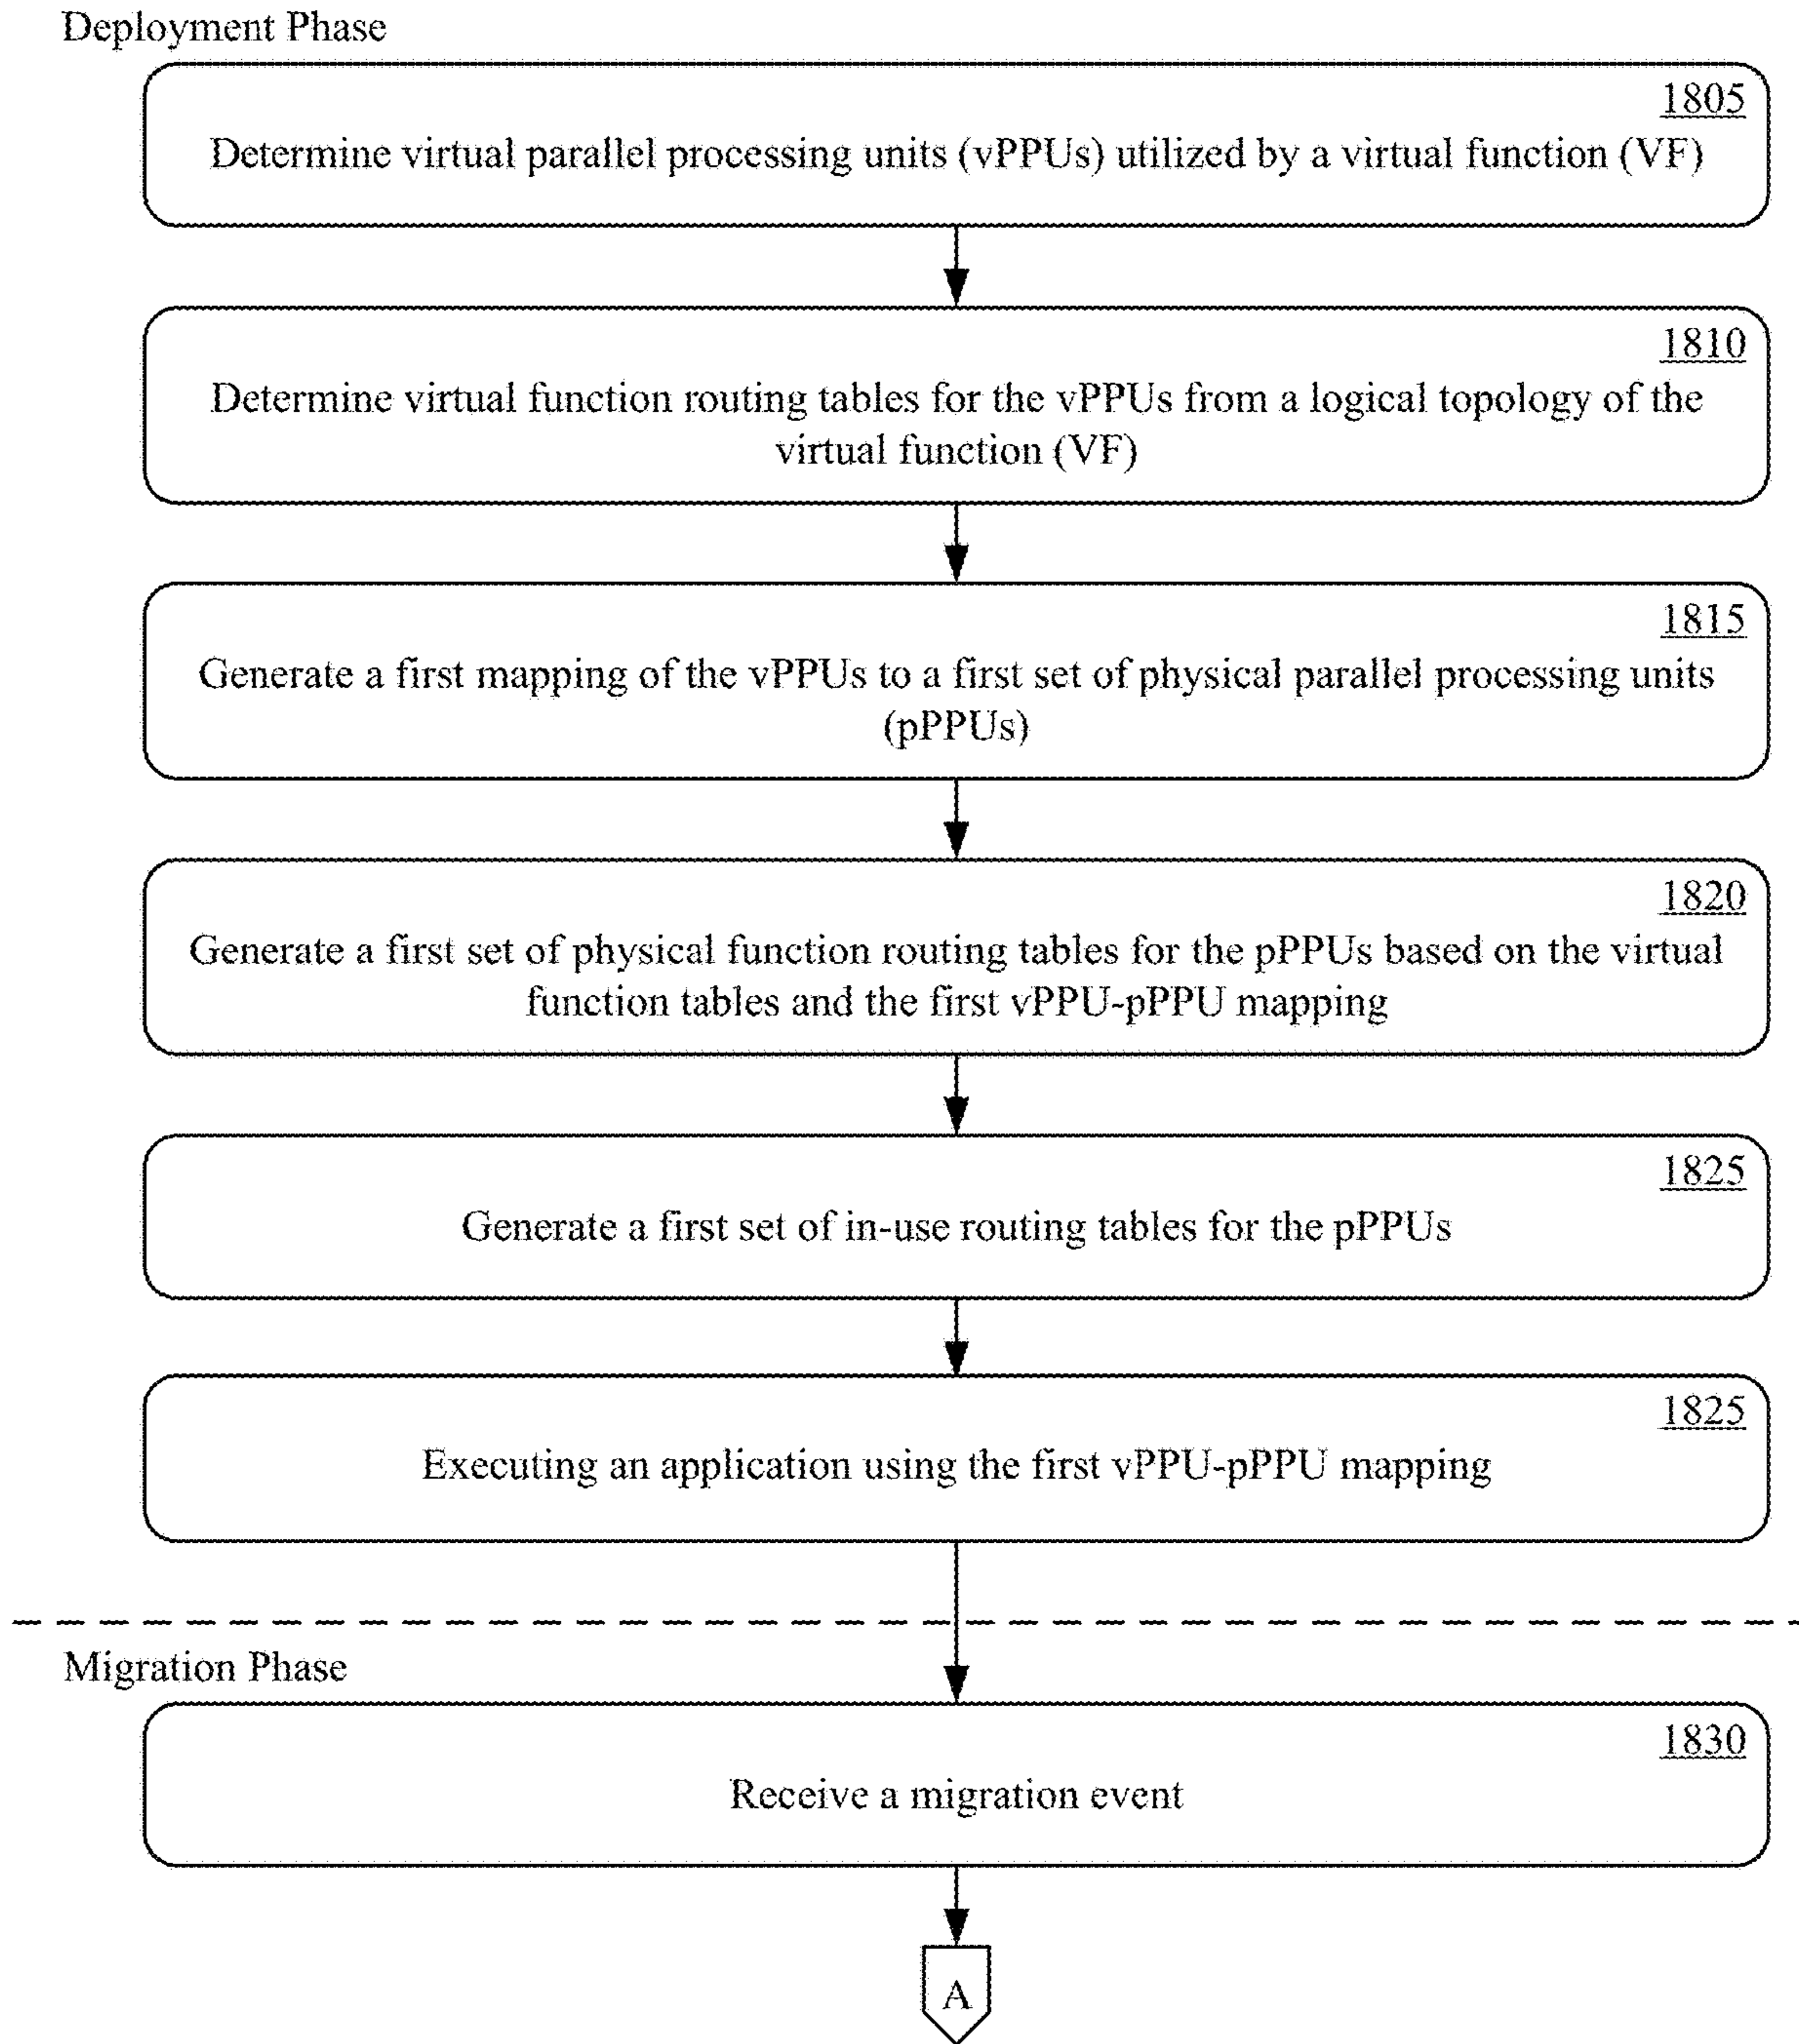 Deployment Phase
1805
Determine virtual parallel processing units (vPPUs) utilized by a virtual function (VF)
1810
Determine virtual function routing tables for the vPPUs from a logical topology of the
virtual function (VF)
1815
Generate a first mapping of the vPPUs to a first set of physical parallel processing units
(pPPUs)
1820
Generate a first set of physical function routing tables for the pPPUs based on the virtual
function tables and the first vPPU-pPPU mapping
1825
Generate a first set of in-use routing tables for the pPPUs
1825
Executing an application using the first vPPU-pPPU mapping
Migration Phase
1830
Receive a migration event
A